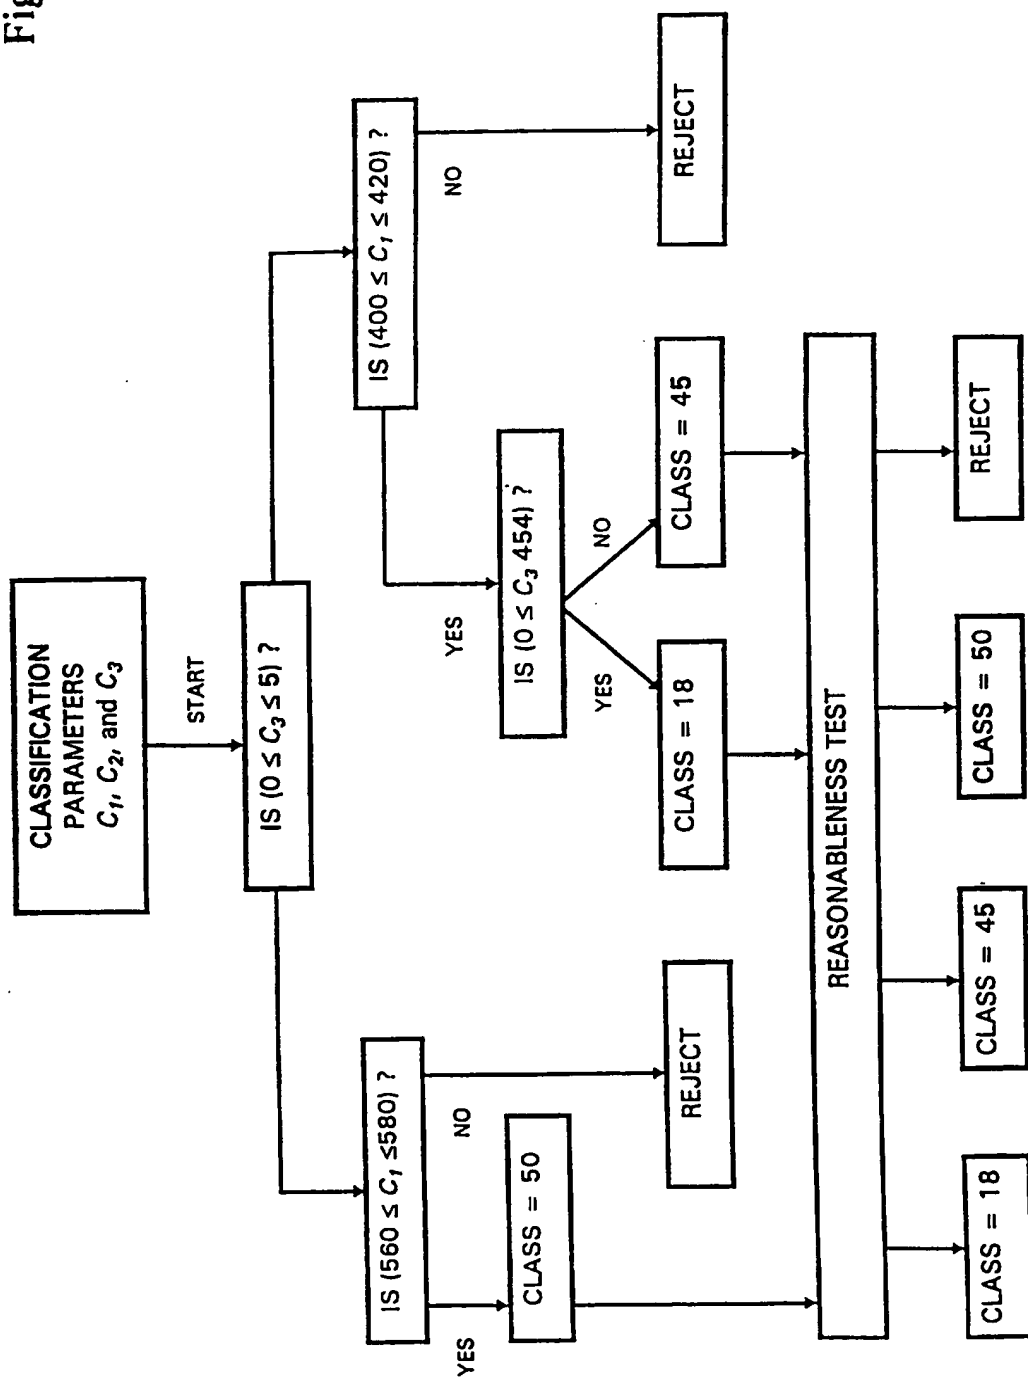 Fig
CLASSIFICATION
PARAMETERS
C1, C2, and C3
START
IS (0 ≤ C3 ≤ 5) ?
IS (560 ≤ C1 ≤580) ?
IS (400 ≤ C1 ≤ 420) ?
YES
NO
YES
NO
CLASS = 50
IS (0 ≤ C3 454) ?
YES
NO
REJECT
CLASS = 18
CLASS = 45
REJECT
REASONABLENESS TEST
CLASS = 18
CLASS = 45
CLASS = 50
REJECT